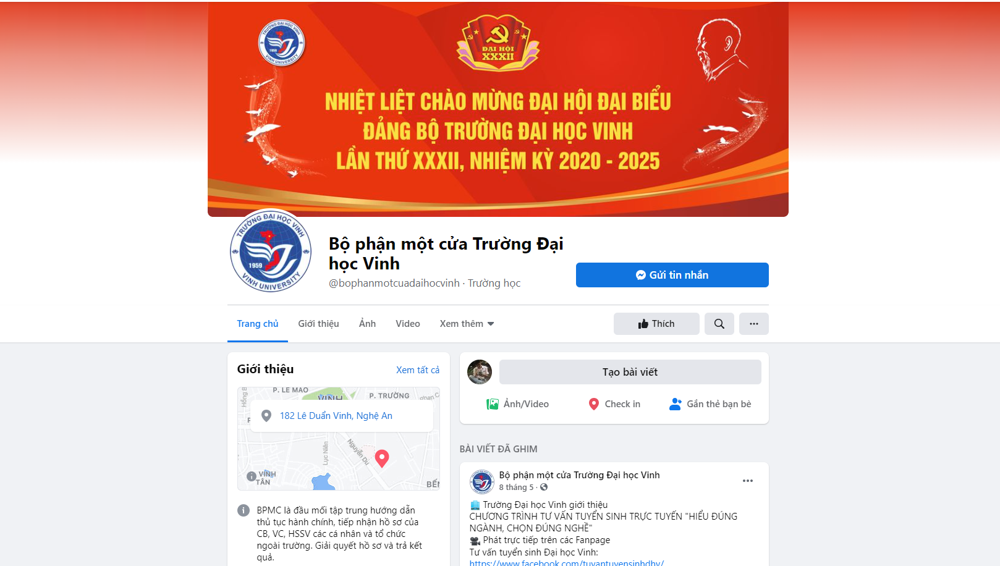 TRƯỜNG ĐẠI HỌC VINH
1959
VINH UNIVERSITY
ĐẠI HỘI
XXXII
NHIỆT LIỆT CHÀO MỪNG ĐẠI HỘI ĐẠI BIỂU
ĐẢNG BỘ TRƯỜNG ĐẠI HỌC VINH
LẦN THỨ XXXII, NHIỆM KỲ 2020 - 2025
TRƯỜNG ĐẠI HỌC VINH
1959
VINH UNIVERSITY
Bộ phận một cửa Trường Đại
học Vinh
@bophanmotcuadaihocvinh · Trường học
Gửi tin nhắn
Trang chủ Giới thiệu Ảnh Video Xem thêm
Thích
Giới thiệu Xem tất cả
P. LE MAO
P. TRƯỜNG
VINH
182 Lê Duẩn Vinh, Nghệ An
Lục Niên
Nguyễn Du
VINH
TÂN
BẾN
BPMC là đầu mối tập trung hướng dẫn
thủ tục hành chính, tiếp nhận hồ sơ của
CB, VC, HSSV các cá nhân và tổ chức
ngoài trường. Giải quyết hồ sơ và trả kết
quả.
Tạo bài viết
Ảnh/Video Check in Gắn thẻ bạn bè
BÀI VIẾT ĐÃ GHIM
Bộ phận một cửa Trường Đại học Vinh
8 tháng 5 ·
Trường Đại học Vinh giới thiệu
CHƯƠNG TRÌNH TƯ VẤN TUYỂN SINH TRỰC TUYẾN "HIỂU ĐÚNG
NGÀNH, CHỌN ĐÚNG NGHỀ"
Phát trực tiếp trên các Fanpage
Tư vấn tuyển sinh Đại học Vinh:
https://www.facebook.com/tuvantuyensinhdhv/